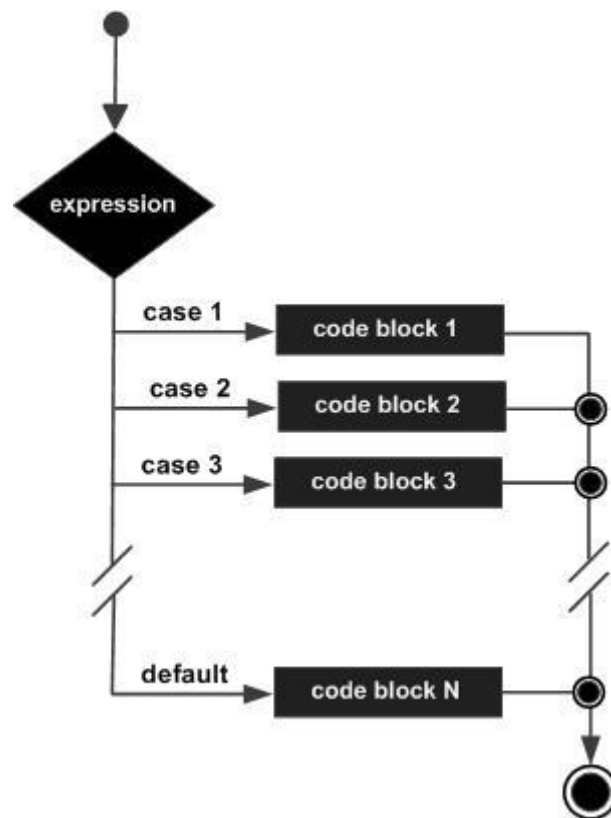 expression
case 1
code block 1
case 2
code block 2
case 3
code block 3
default
code block N